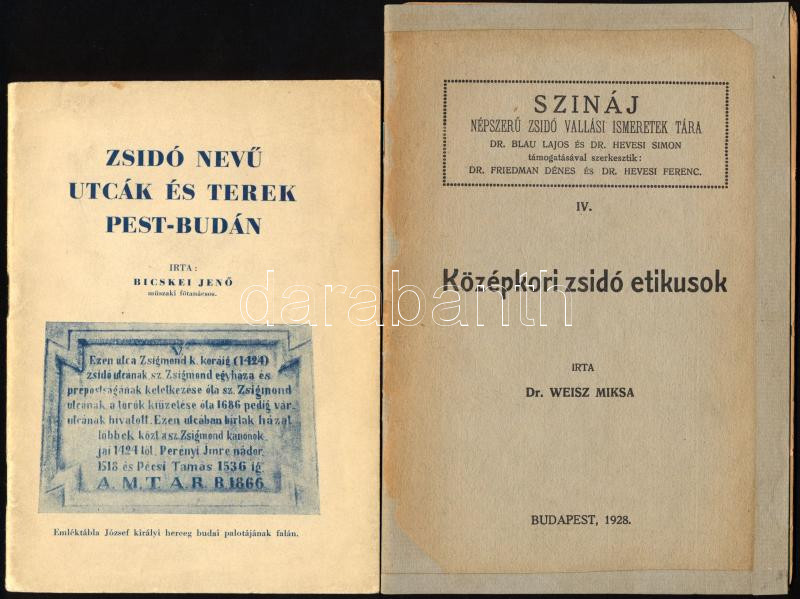 ZSIDÓ NEVŰ
UTCÁK ÉS TEREK
PEST-BUDÁN
IRTA:
BICSKEI JENŐ
műszaki főtanácsos.
V.
Ezen utca Zsigmond k. koráig (1424)
zsidó utcának sz. Zsigmond egyháza és
prépostságának keletkezése óta sz. Zsigmond
utcának, a török kiűzetése óta 1686 pedig vár-
utcának hivatott. Ezen utcában birtak házat
többek közt a sz. Zsigmond kanonok-
jai 1424 től. Perényi Imre nádor
1518 és Pécsi Tamás 1536 ig.
A. M. T. Á. R. B. 1866.
Emléktábla József királyi herceg budai palotájának falán.
SZINÁJ
NÉPSZERŰ ZSIDÓ VALLÁSI ISMERETEK TÁRA
DR. BLAU LAJOS ÉS DR. HEVESI SIMON
támogatásával szerkesztik:
DR. FRIEDMAN DÉNES ÉS DR. HEVESI FERENC.
IV.
Középkori zsidó etikusok
IRTA
Dr. WEISZ MIKSA
BUDAPEST, 1928.
darabanth